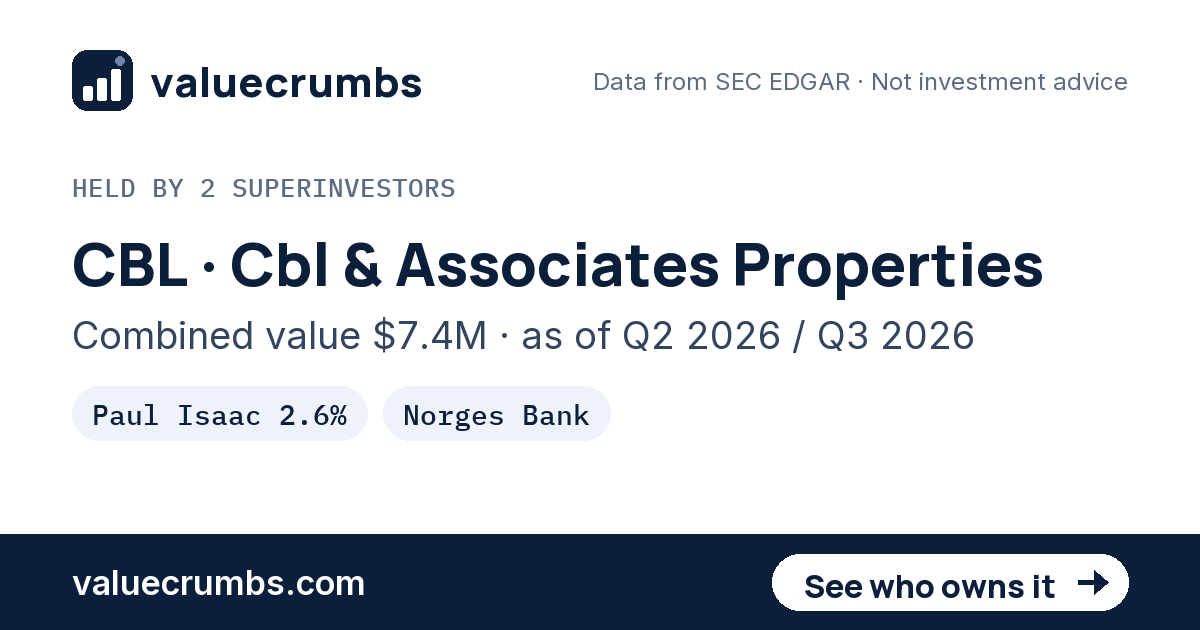 valuecrumbs
Data from SEC EDGAR · Not investment advice
HELD BY 2 SUPERINVESTORS
CBL · Cbl & Associates Properties
Combined value $7.4M · as of Q2 2026 / Q3 2026
Paul Isaac 2.6%
Norges Bank
valuecrumbs.com
See who owns it →